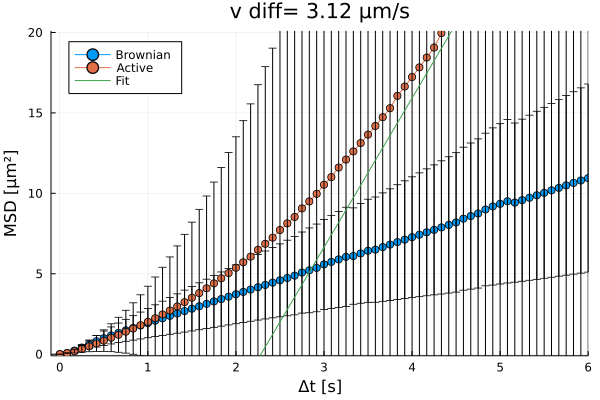 v diff= 3.12 μm/s
Brownian
Active
Fit
MSD [μm²]
20
15
10
5
0
0 1 2 3 4 5 6
Δt [s]